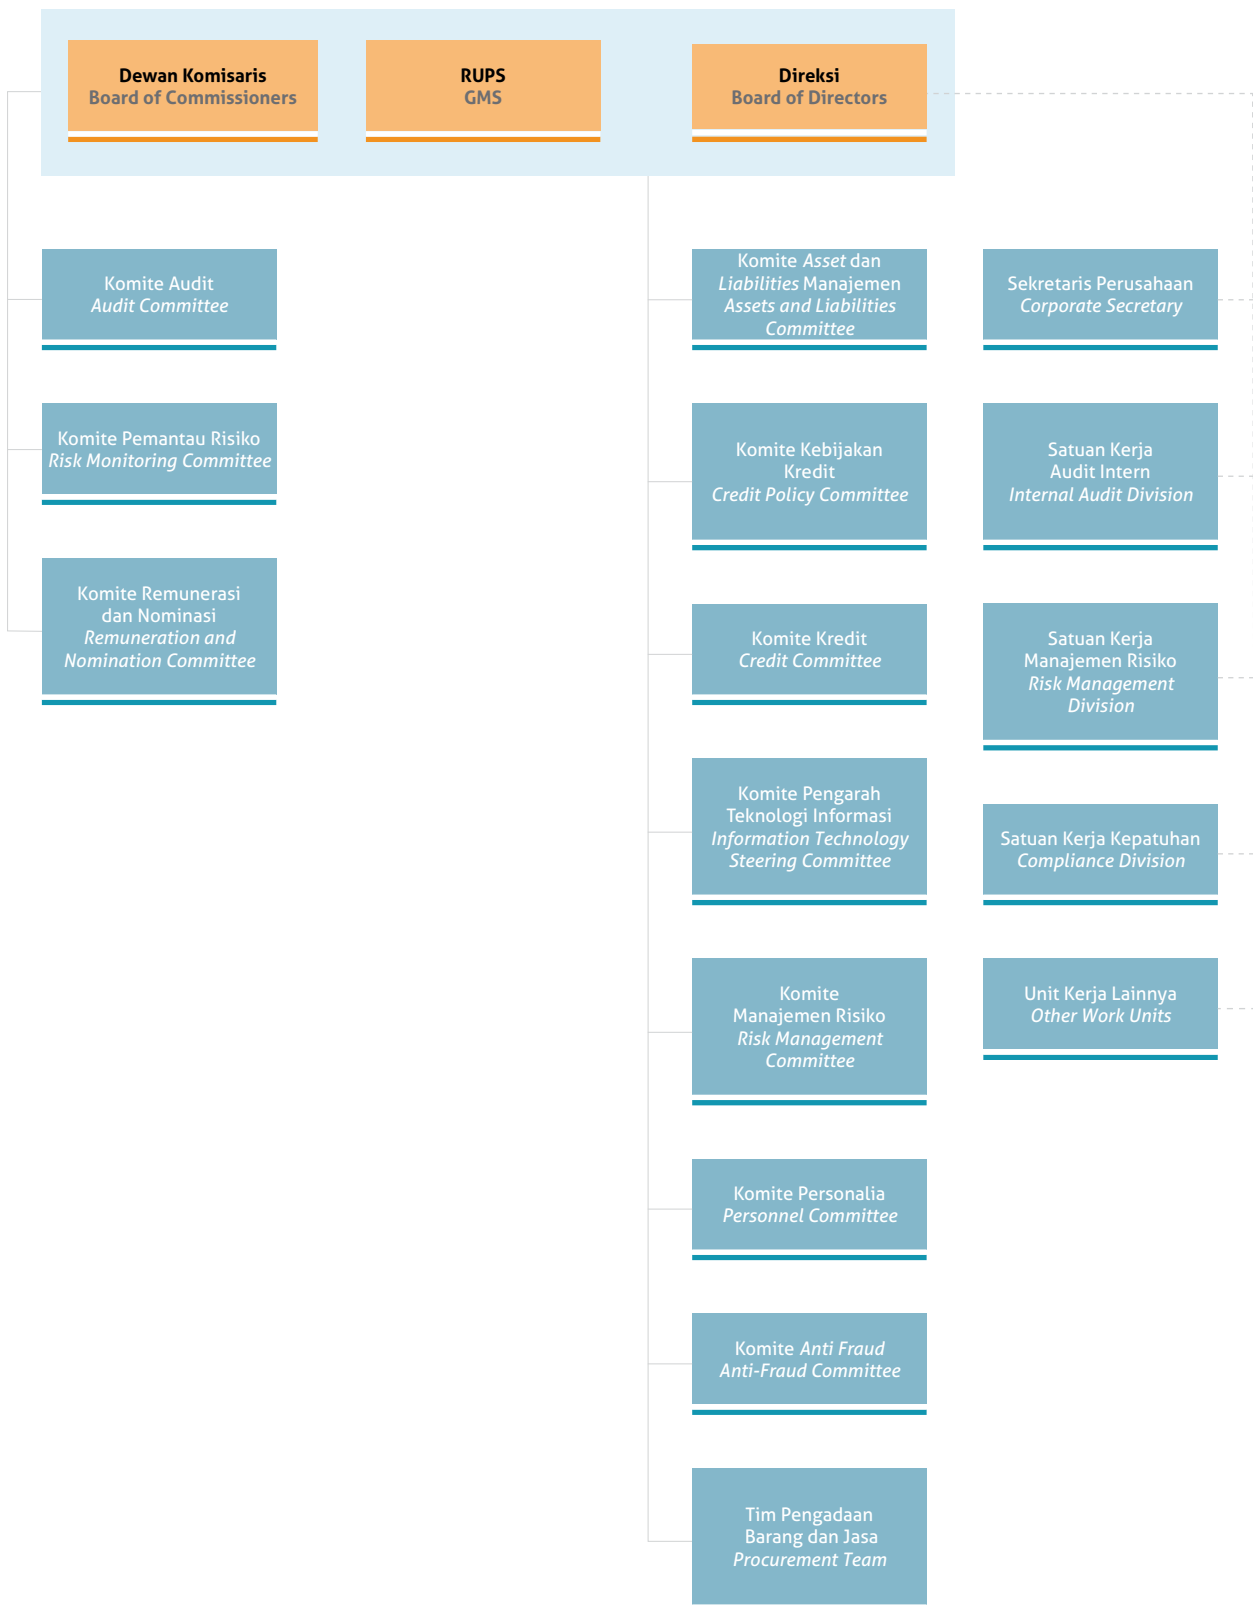 Dewan Komisaris
Board of Commissioners
RUPS
GMS
Direksi
Board of Directors
Komite Audit
Audit Committee
Komite Pemantau Risiko
Risk Monitoring Committee
Komite Remunerasi
dan Nominasi
Remuneration and
Nomination Committee
Komite Asset dan
Liabilities Manajemen
Assets and Liabilities
Committee
Komite Kebijakan
Kredit
Credit Policy Committee
Komite Kredit
Credit Committee
Komite Pengarah
Teknologi Informasi
Information Technology
Steering Committee
Komite
Manajemen Risiko
Risk Management
Committee
Komite Personalia
Personnel Committee
Komite Anti Fraud
Anti-Fraud Committee
Tim Pengadaan
Barang dan Jasa
Procurement Team
Sekretaris Perusahaan
Corporate Secretary
Satuan Kerja
Audit Intern
Internal Audit Division
Satuan Kerja
Manajemen Risiko
Risk Management
Division
Satuan Kerja Kepatuhan
Compliance Division
Unit Kerja Lainnya
Other Work Units